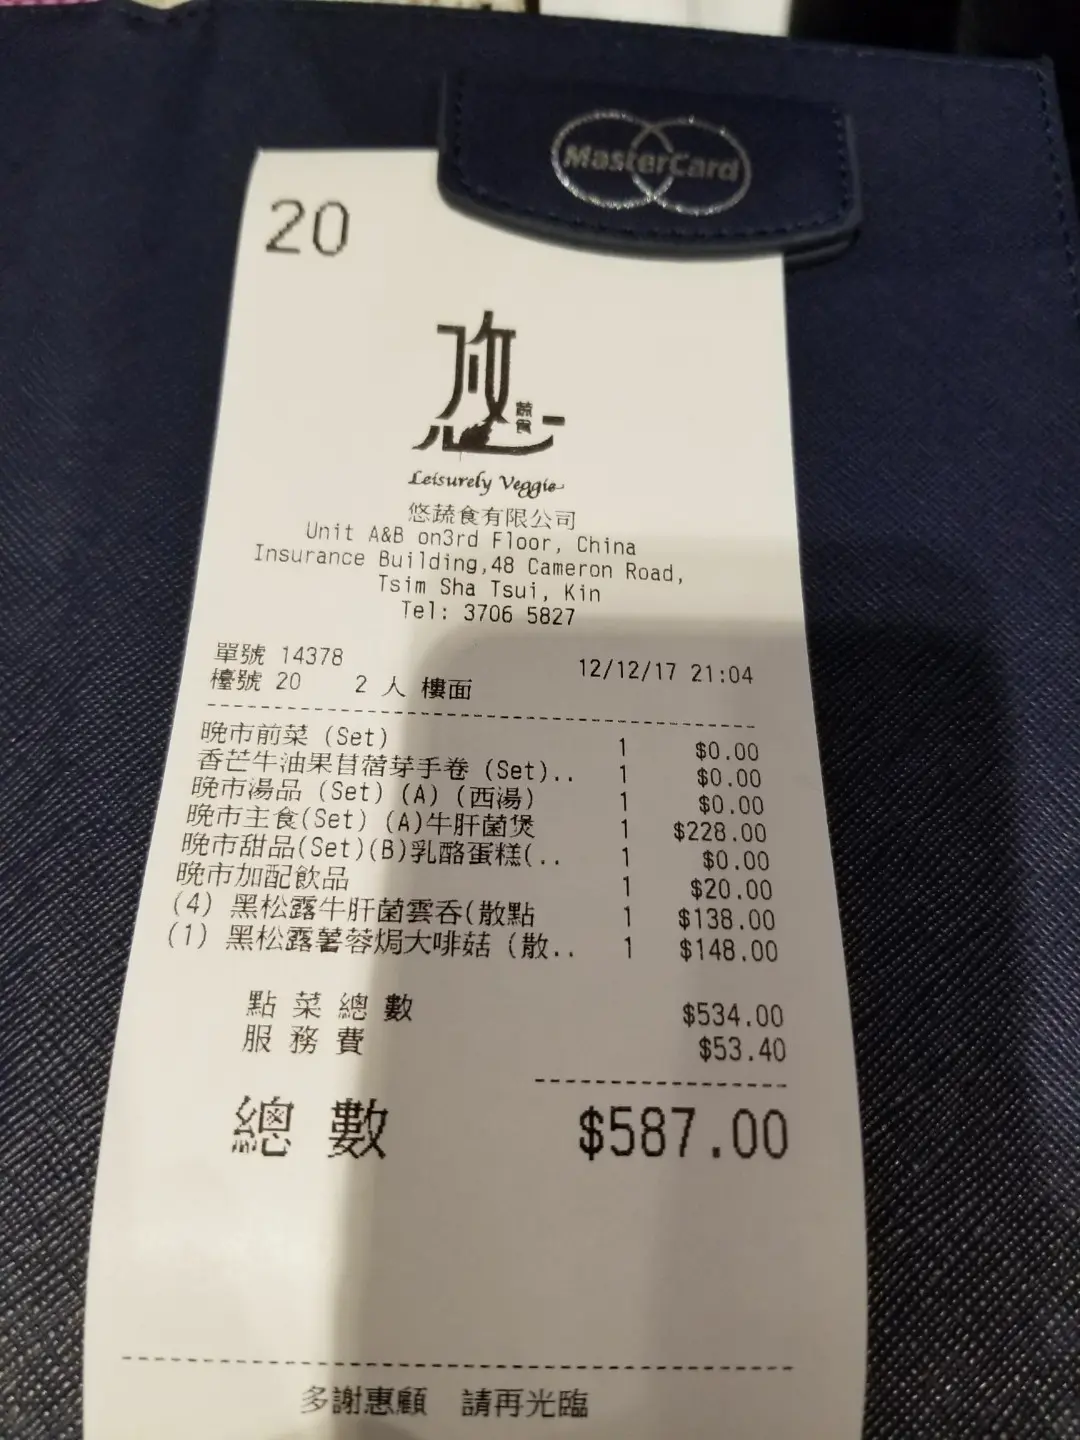 MasterCard
20
悠
蔬食
Leisurely Veggie
悠蔬食有限公司
Unit A&B on3rd Floor, China
Insurance Building,48 Cameron Road,
Tsim Sha Tsui, Kin
Tel: 3706 5827
單號 14378 12/12/17 21:04
檯號 20 2 人 樓面
晚市前菜 (Set) 1 $0.00
香芒牛油果苜蓿芽手卷 (Set).. 1 $0.00
晚市湯品 (Set) (A) (西湯) 1 $0.00
晚市主食(Set) (A)牛肝菌煲 1 $228.00
晚市甜品(Set)(B)乳酪蛋糕(.. 1 $0.00
晚市加配飲品 1 $20.00
(4) 黑松露牛肝菌雲吞(散點 1 $138.00
(1) 黑松露薯蓉焗大啡菇 (散.. 1 $148.00
點菜總數 $534.00
服務費 $53.40
總數 $587.00
多謝惠顧 請再光臨